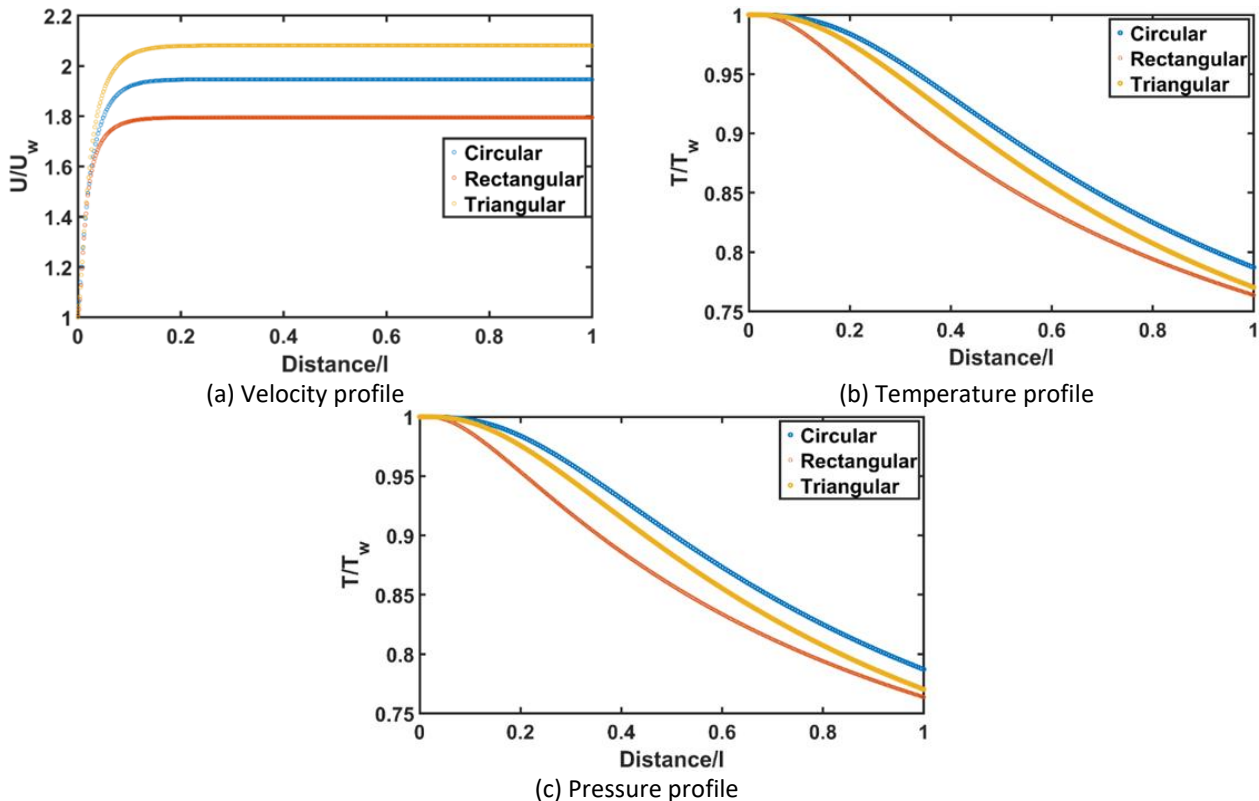 2.2
2
1.8
1.6
1.4
1.2
1
U/U_w
Circular
Rectangular
Triangular
0 0.2 0.4 0.6 0.8 1
Distance/l
(a) Velocity profile
1
0.95
0.9
0.85
0.8
0.75
T/T_w
Circular
Rectangular
Triangular
0 0.2 0.4 0.6 0.8 1
Distance/l
(b) Temperature profile
1
0.95
0.9
0.85
0.8
0.75
T/T_w
Circular
Rectangular
Triangular
0 0.2 0.4 0.6 0.8 1
Distance/l
(c) Pressure profile